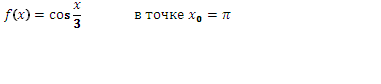 f(x) = cos x/3 в точке x₀ = π